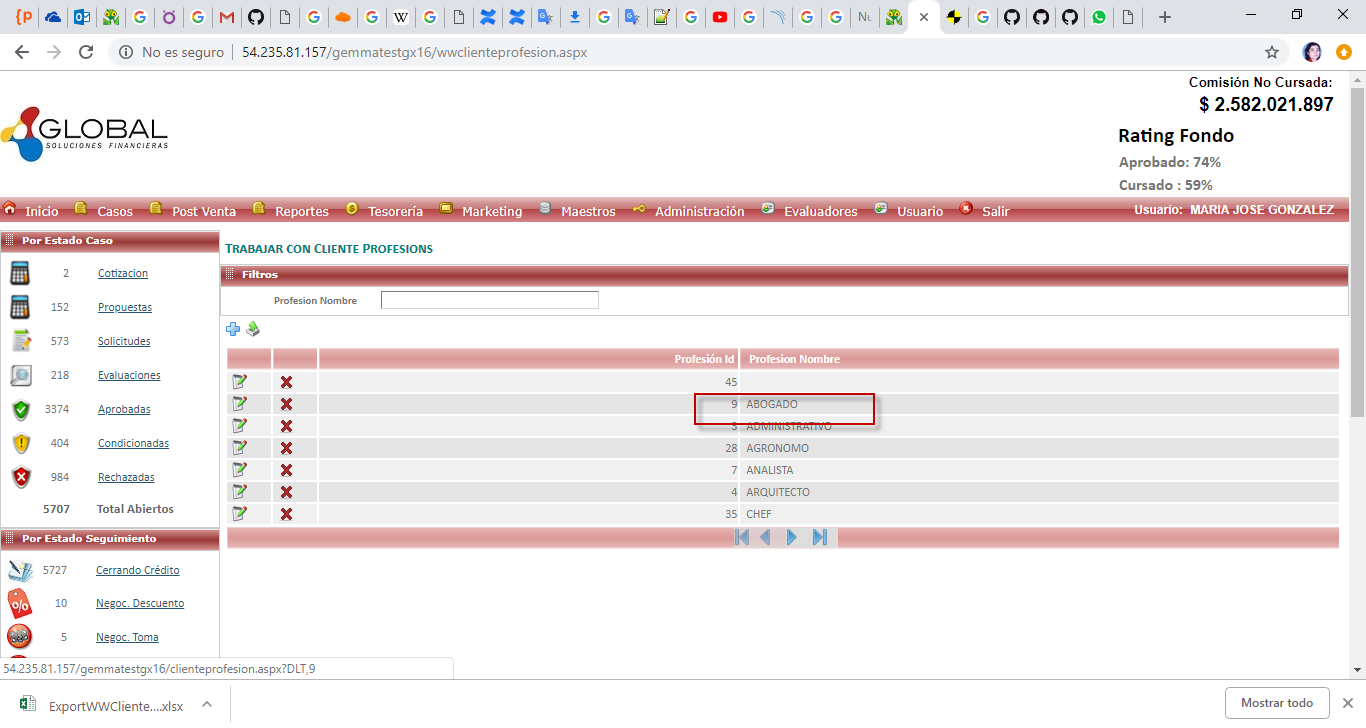 No es seguro
54.235.81.157/gemmatestgx16/wwclienteprofesion.aspx
Comisión No Cursada:
$ 2.582.021.897
Rating Fondo
Aprobado: 74%
Cursado : 59%
GLOBAL
SOLUCIONES FINANCIERAS
Inicio Casos Post Venta Reportes Tesorería Marketing Maestros Administración Evaluadores Usuario Salir Usuario: MARIA JOSE GONZALEZ
Por Estado Caso
2 Cotizacion
152 Propuestas
573 Solicitudes
218 Evaluaciones
3374 Aprobadas
404 Condicionadas
984 Rechazadas
5707 Total Abiertos
Por Estado Seguimiento
5727 Cerrando Crédito
10 Negoc. Descuento
5 Negoc. Toma
TRABAJAR CON CLIENTE PROFESIONS
Filtros
Profesion Nombre
Profesión Id Profesion Nombre
45
9 ABOGADO
3 ADMINISTRATIVO
28 AGRONOMO
7 ANALISTA
4 ARQUITECTO
35 CHEF
54.235.81.157/gemmatestgx16/clienteprofesion.aspx?DLT,9
ExportWWCliente....xlsx
Mostrar todo